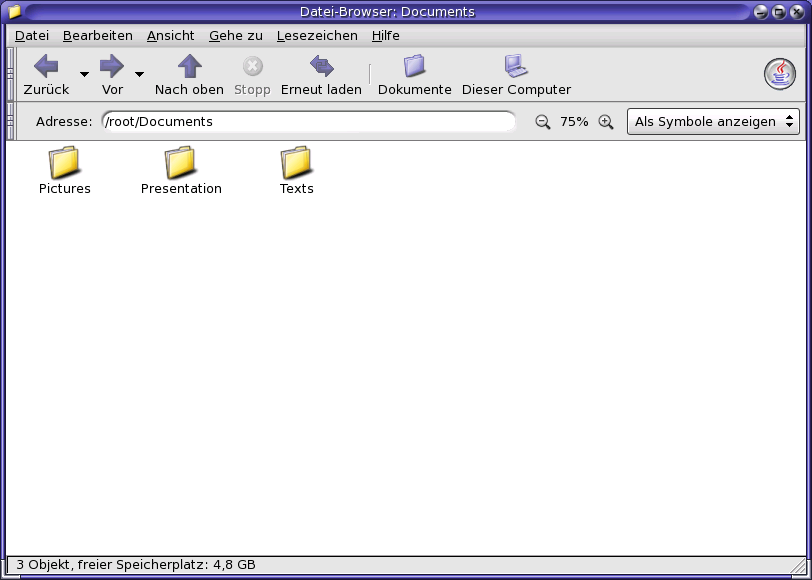 Datei-Browser: Documents
Datei Bearbeiten Ansicht Gehe zu Lesezeichen Hilfe
Zurück Vor Nach oben Stopp Erneut laden Dokumente Dieser Computer
Adresse: /root/Documents 75% Als Symbole anzeigen
Pictures Presentation Texts
3 Objekt, freier Speicherplatz: 4,8 GB